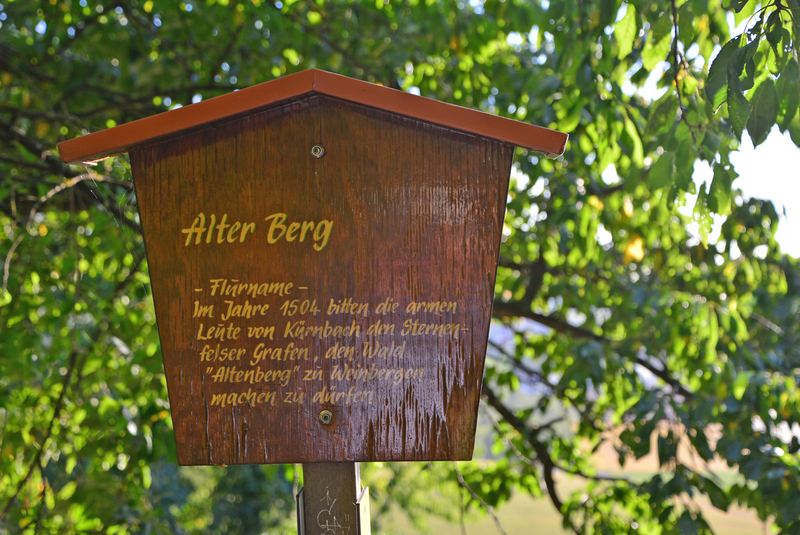 Alter Berg
- Flurname -
Im Jahre 1504 bitten die armen
Leute von Kürnbach den Sternen-
felser Grafen, den Wald
"Altenberg" zu Weinbergen
machen zu dürfen